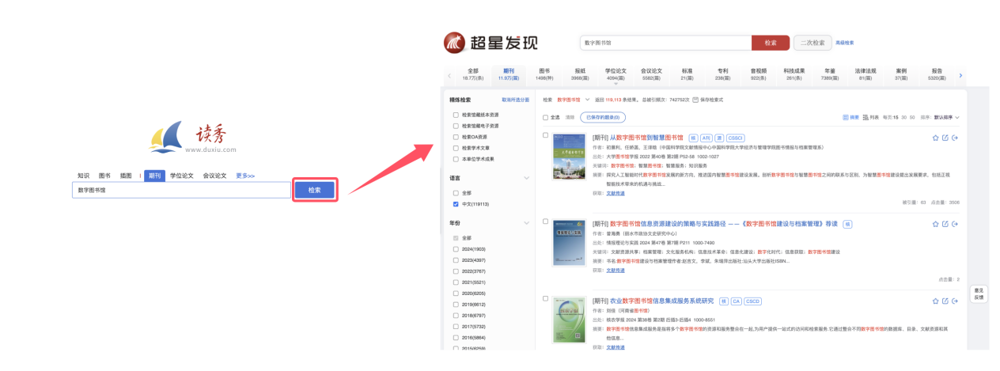 读秀
www.duxiu.com
知识 图书 插图 | 期刊 学位论文 会议论文 更多>>
数字图书馆 检索
超星发现
数字图书馆 检索 二次检索 高级检索
全部 期刊 图书 报纸 学位论文 会议论文 标准 专利 音视频 科技成果 年鉴 法律法规 案例 报告
18.7万(条) 11.9万(篇) 1498(种) 3968(篇) 4094(篇) 5582(篇) 21(篇) 238(篇) 922(条) 261(条) 7389(篇) 81(篇) 37(篇) 5320(篇)
精炼检索 取消所选分面
检索馆藏纸本资源
检索馆藏电子资源
检索OA资源
检索学术文章
本单位学术成果
语言
全部
中文(119113)
年份
全部
2024(1903)
2023(4397)
2022(3767)
2021(5521)
2020(6205)
2019(6612)
2018(6797)
2017(5732)
2016(5864)
2015(6259)
检索 数字图书馆 返回 119,113 条结果, 总被引频次: 742752次 保存检索式
全选 清除 已保存的题录(0) 摘要 列表 每页:15 30 50 排序: 默认排序
[期刊] 从数字图书馆到智慧图书馆 核 A刊 源 CSSCI
作者: 初景利, 任娇菡, 王译晗 (中国科学院文献情报中心中国科学院大学经济与管理学院图书情报与档案管理系)
出处: 大学图书馆学报 2022 第40卷 第2期 P52-58 1002-1027
关键词: 数字图书馆; 智慧图书馆; 智慧服务; 知识服务
摘要: 探究人工智能时代数字图书馆发展的新方向, 推进国内智慧图书馆建设发展。剖析数字图书馆与智慧图书馆之间的联系与区别, 为智慧图书馆建设提出发展要求, 包括正视
智能技术带来的机遇与挑战...
获取: 文献传递
被引量: 63 点击量: 3508
[期刊] 数字图书馆信息资源建设的策略与实践路径 ——《数字图书馆建设与档案管理》荐读 核
作者: 曾海勇 (丽水市政协文史研究中心)
出处: 情报理论与实践 2024 第47卷 第7期 P211 1000-7490
关键词: 文献资源共享; 档案管理; 文化服务机构; 信息技术革命; 信息化建设; 数字化时代; 信息获取; 数字图书馆建设
摘要: 书名:数字图书馆建设与档案管理作者:赵吉文, 李斌, 朱瑞萍出版社:汕头大学出版社ISBN...
获取: 文献传递
点击量: 2
[期刊] 农业数字图书馆信息集成服务系统研究 核 CA CSCD
作者: 刘佳 (河南省图书馆)
出处: 核农学报 2024 第38卷 第2期 后插3-后插4 1000-8551
摘要: 数字图书馆信息集成服务是指将多个数字图书馆的资源和服务整合在一起,为用户提供一站式的访问和检索服务.它通过整合不同数字图书馆的数据库、目录、文献资源和其
他信息...
获取: 文献传递
意见
反馈